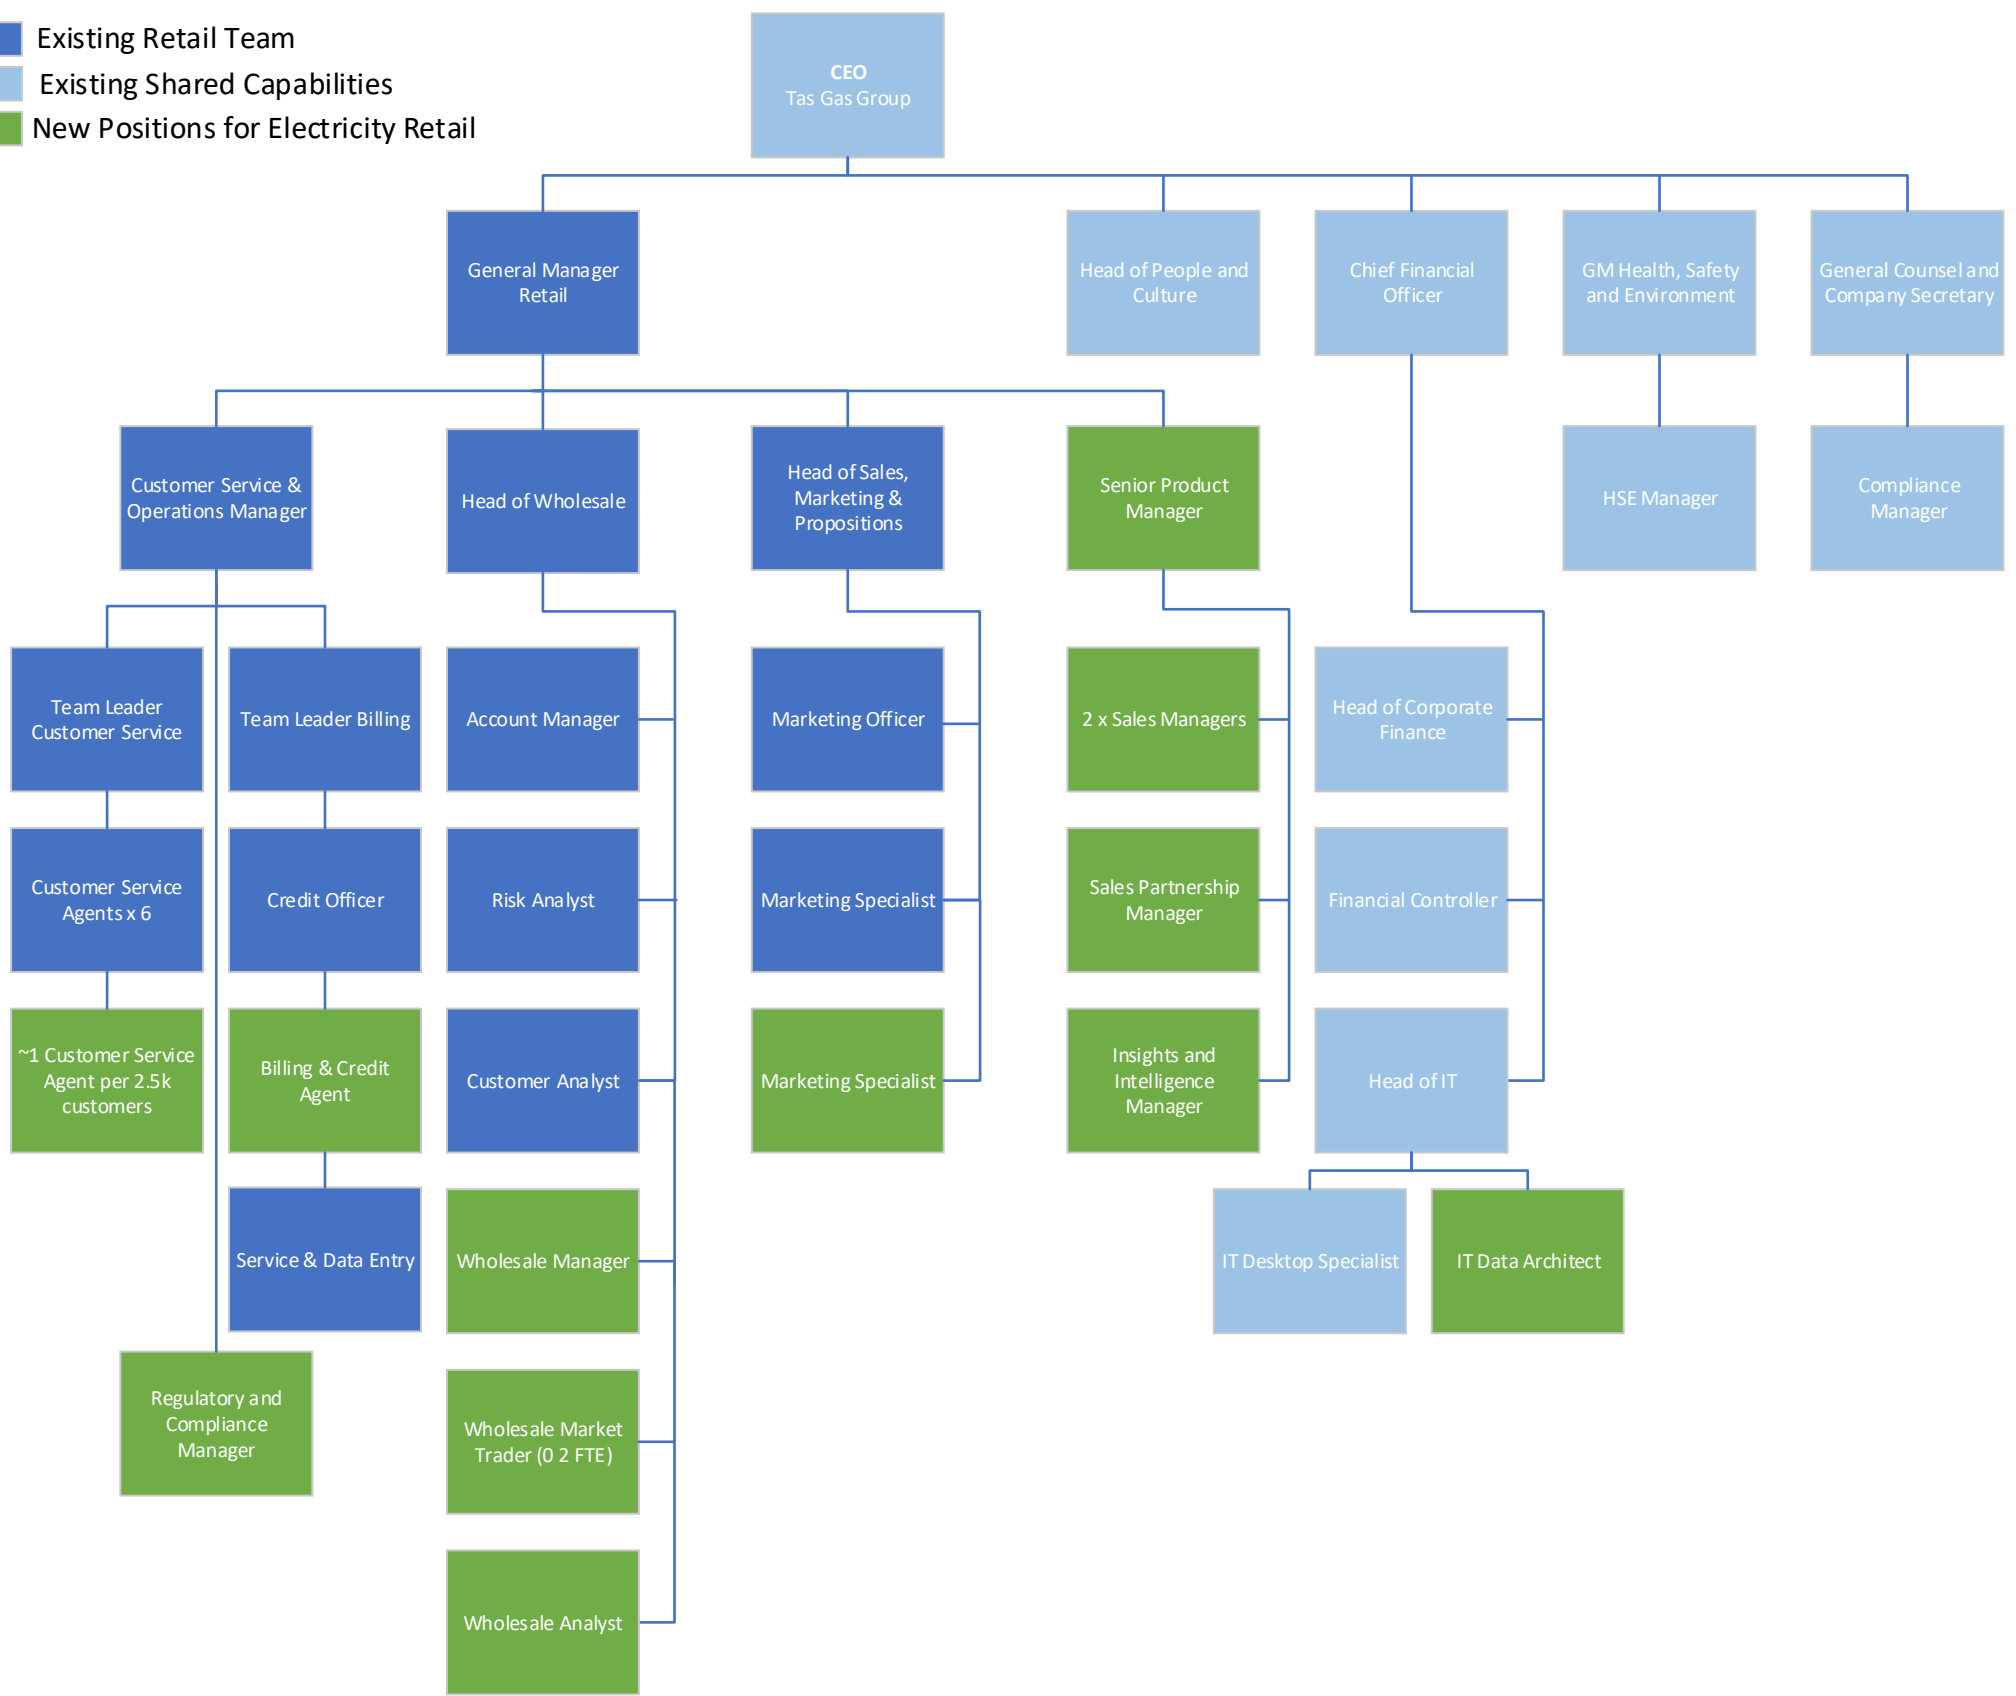 Existing Retail Team
Existing Shared Capabilities
New Positions for Electricity Retail
CEO
Tas Gas Group
General Manager
Retail
Head of People and
Culture
Chief Financial
Officer
GM Health, Safety
and Environment
General Counsel and
Company Secretary
Customer Service &
Operations Manager
Head of Wholesale
Head of Sales,
Marketing &
Propositions
Senior Product
Manager
HSE Manager
Compliance
Manager
Team Leader
Customer Service
Team Leader Billing
Account Manager
Marketing Officer
2 x Sales Managers
Head of Corporate
Finance
Customer Service
Agents x 6
Credit Officer
Risk Analyst
Marketing Specialist
Sales Partnership
Manager
Financial Controller
~1 Customer Service
Agent per 2.5k
customers
Billing & Credit
Agent
Customer Analyst
Marketing Specialist
Insights and
Intelligence
Manager
Head of IT
Service & Data Entry
Wholesale Manager
IT Desktop Specialist
IT Data Architect
Regulatory and
Compliance
Manager
Wholesale Market
Trader (0 2 FTE)
Wholesale Analyst